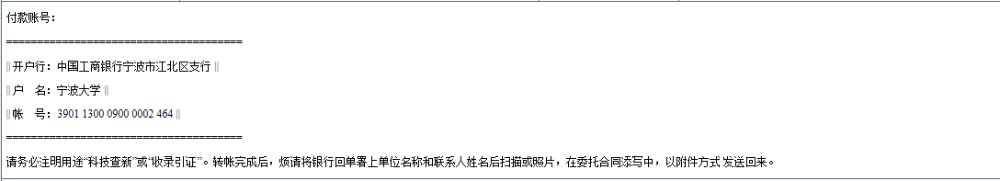 付款账号：
======================================
|| 开户行：中国工商银行宁波市江北区支行 ||
|| 户　名：宁波大学 ||
|| 帐　号：3901 1300 0900 0002 464 ||
======================================
请务必注明用途“科技查新”或“收录引证”。转帐完成后，烦请将银行回单署上单位名称和联系人姓名后扫描或照片，在委托合同添写中，以附件方式 发送回来。